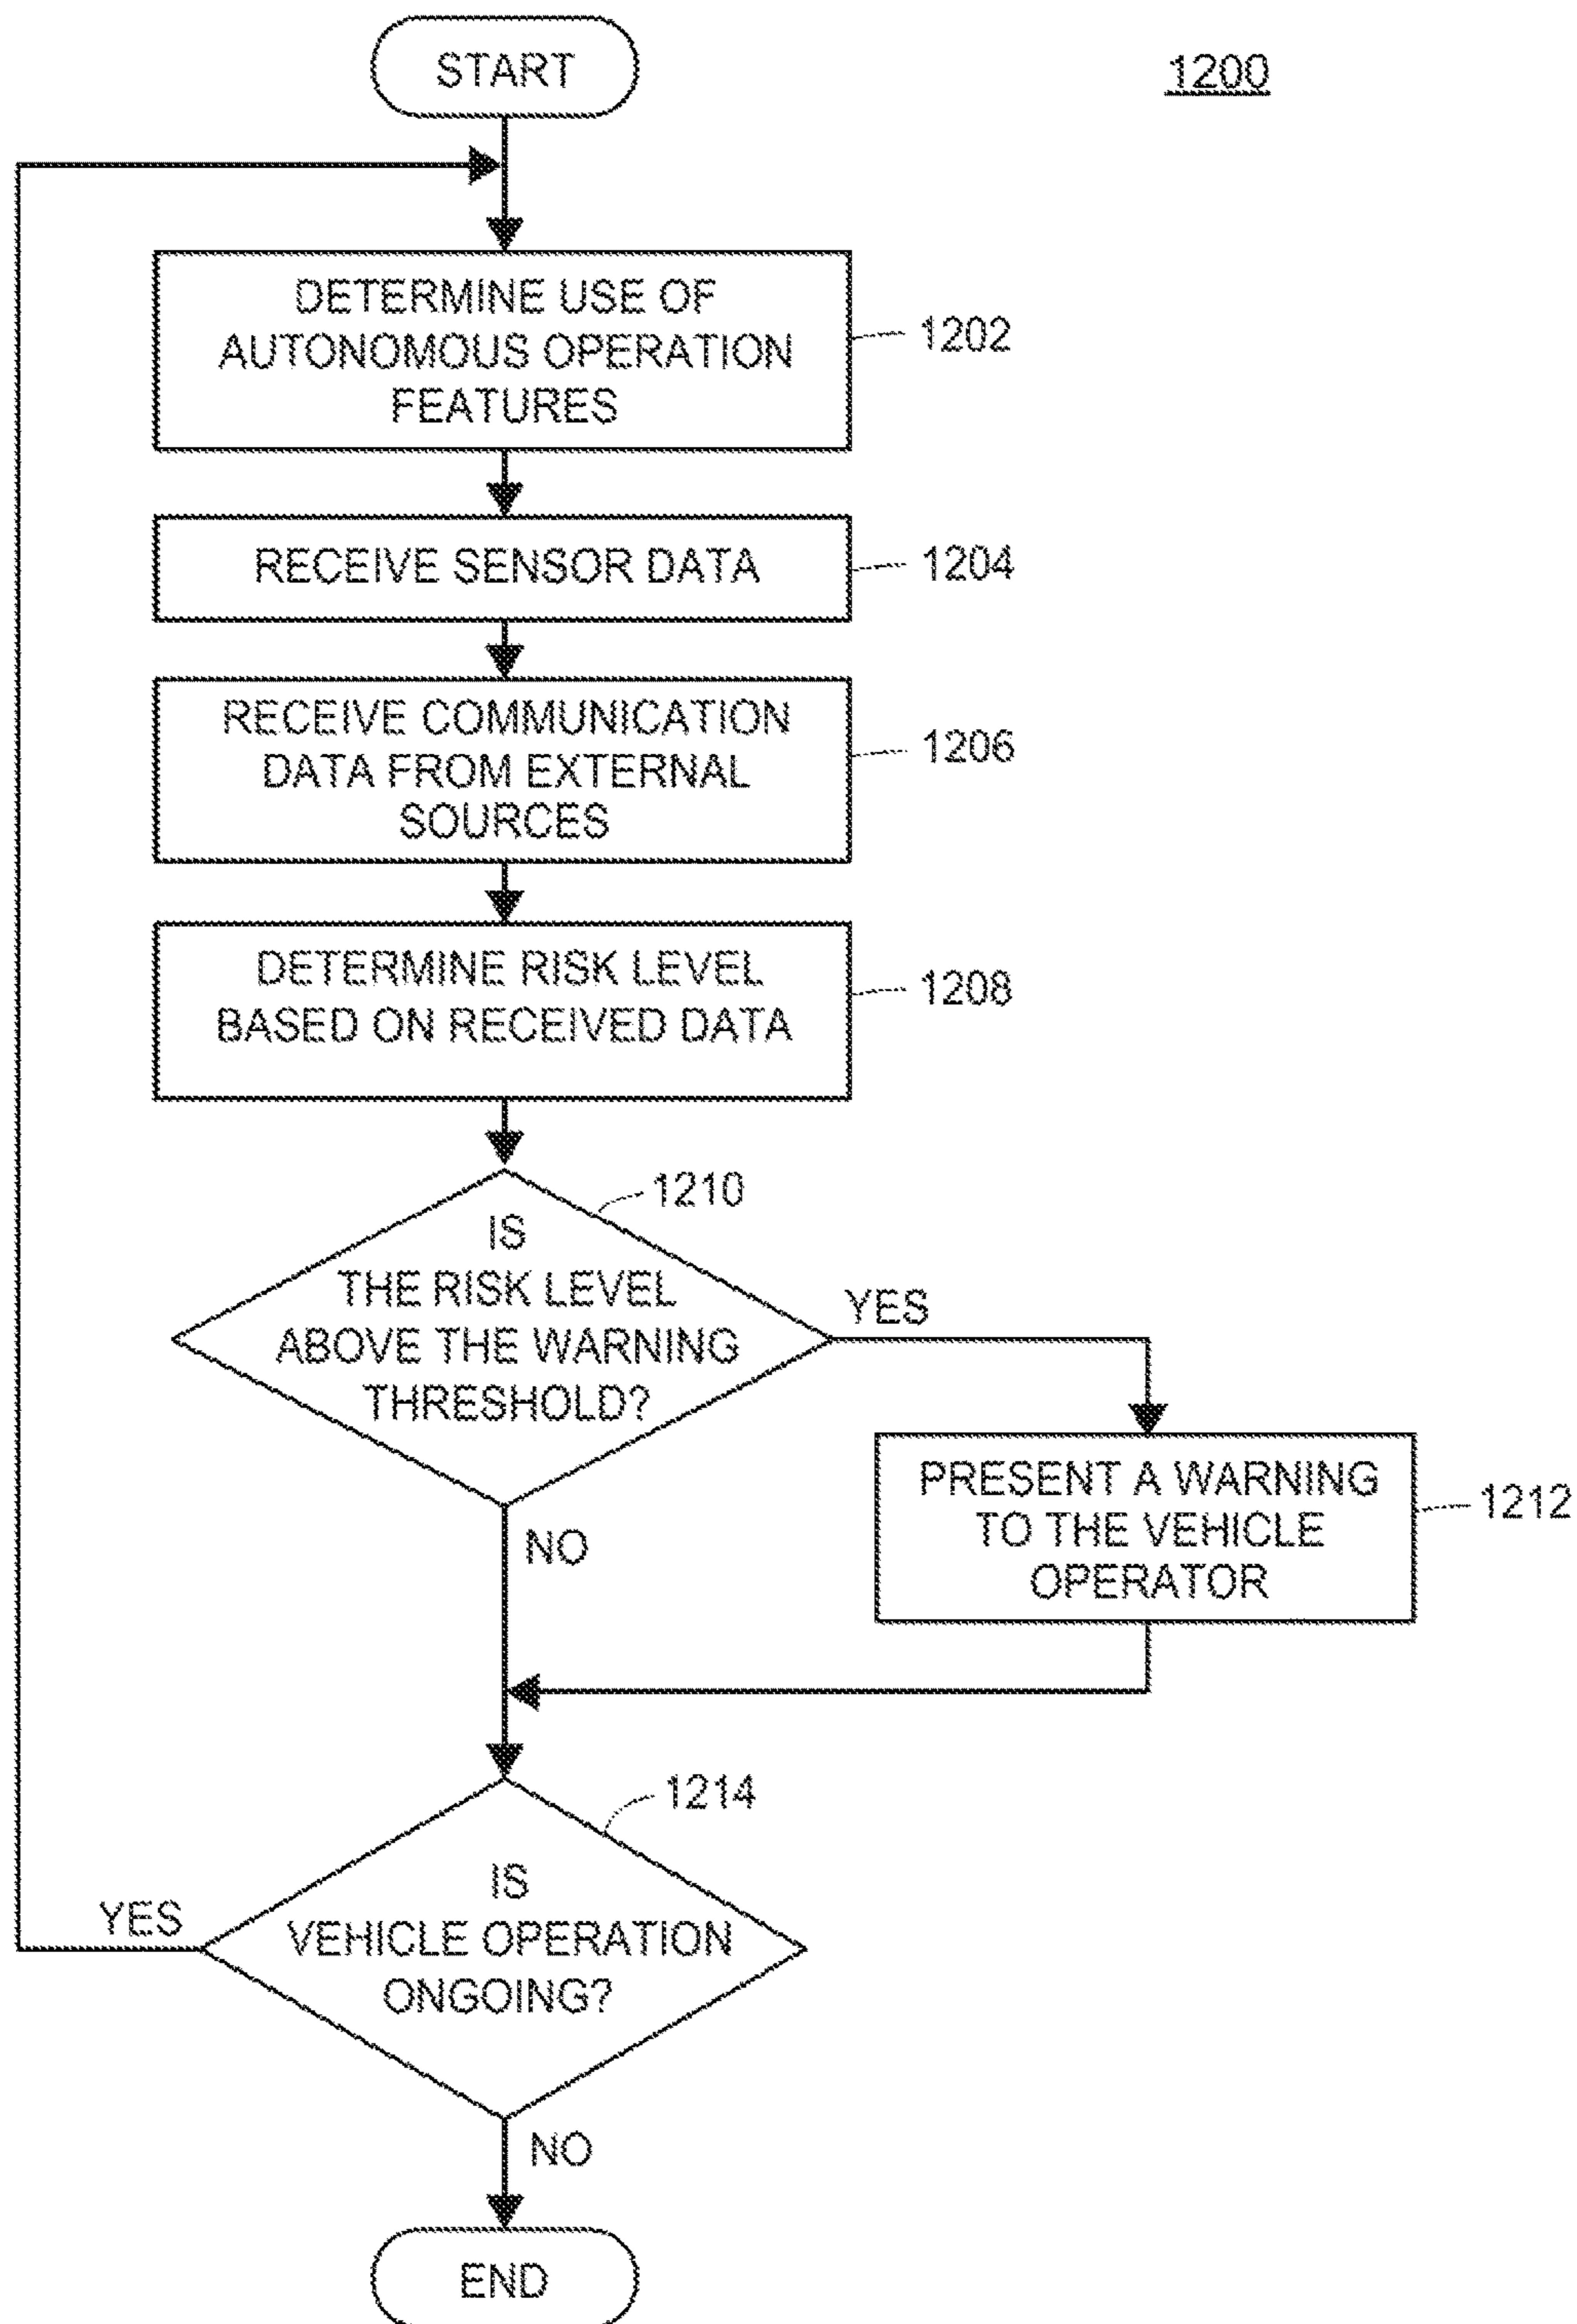 START
1200
DETERMINE USE OF
AUTONOMOUS OPERATION
FEATURES
1202
RECEIVE SENSOR DATA
1204
RECEIVE COMMUNICATION
DATA FROM EXTERNAL
SOURCES
1206
DETERMINE RISK LEVEL
BASED ON RECEIVED DATA
1208
1210
IS
THE RISK LEVEL
ABOVE THE WARNING
THRESHOLD?
YES
NO
PRESENT A WARNING
TO THE VEHICLE
OPERATOR
1212
1214
IS
VEHICLE OPERATION
ONGOING?
YES
NO
END